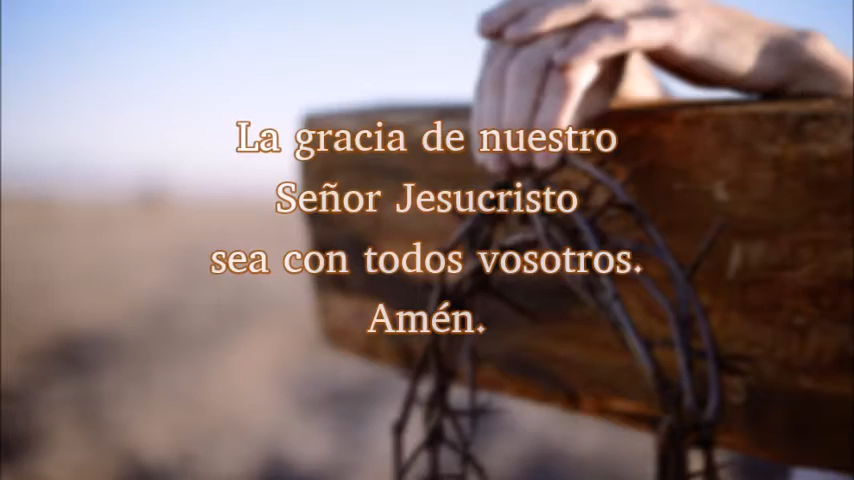 La gracia de nuestro
Señor Jesucristo
sea con todos vosotros.
Amén.